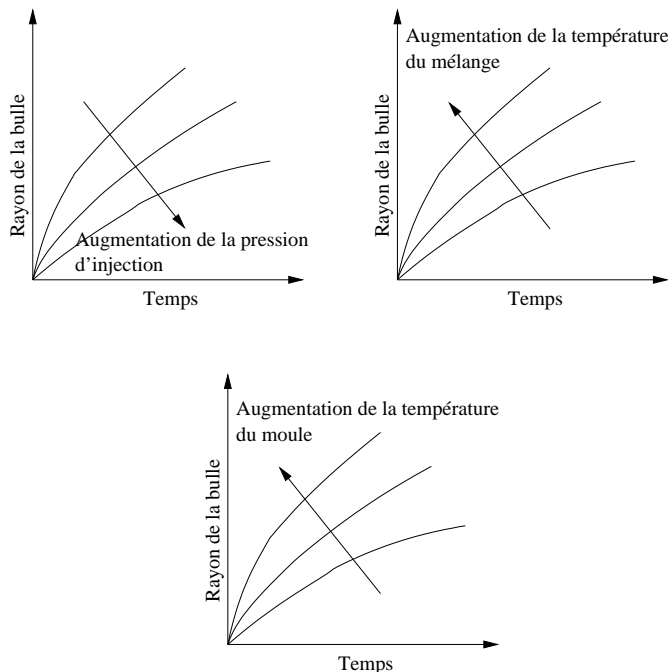 Rayon de la bulle
Augmentation de la pression
d'injection
Temps
Augmentation de la température
du mélange
Rayon de la bulle
Temps
Augmentation de la température
du moule
Rayon de la bulle
Temps